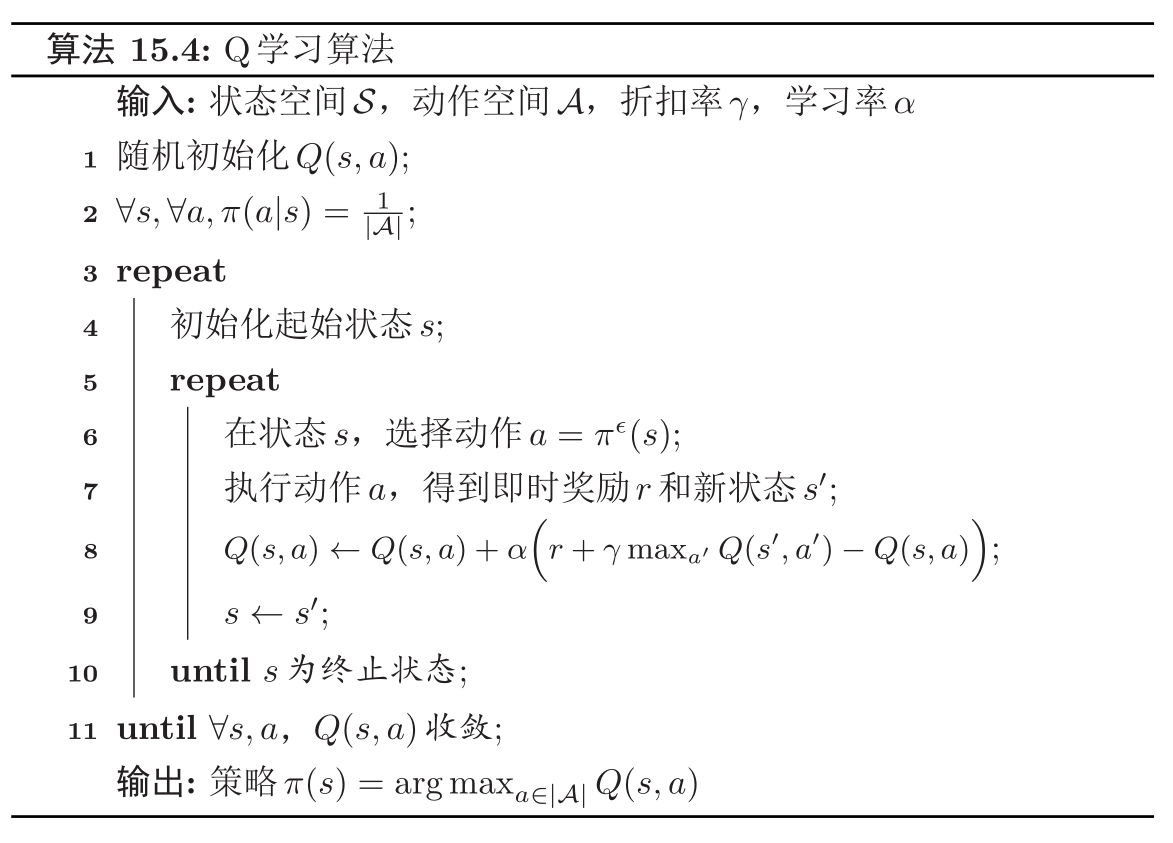 算法 15.4: Q 学习算法
输入: 状态空间 𝒮，动作空间 𝒜，折扣率 γ，学习率 α
1 随机初始化 Q(s, a);
2 ∀s, ∀a, π(a|s) = 1/|𝒜|;
3 repeat
4 初始化起始状态 s;
5 repeat
6 在状态 s，选择动作 a = π^ϵ(s);
7 执行动作 a，得到即时奖励 r 和新状态 s′;
8 Q(s, a) ← Q(s, a) + α(r + γ max_{a′} Q(s′, a′) − Q(s, a));
9 s ← s′;
10 until s 为终止状态;
11 until ∀s, a，Q(s, a) 收敛;
输出: 策略 π(s) = arg max_{a∈|𝒜|} Q(s, a)